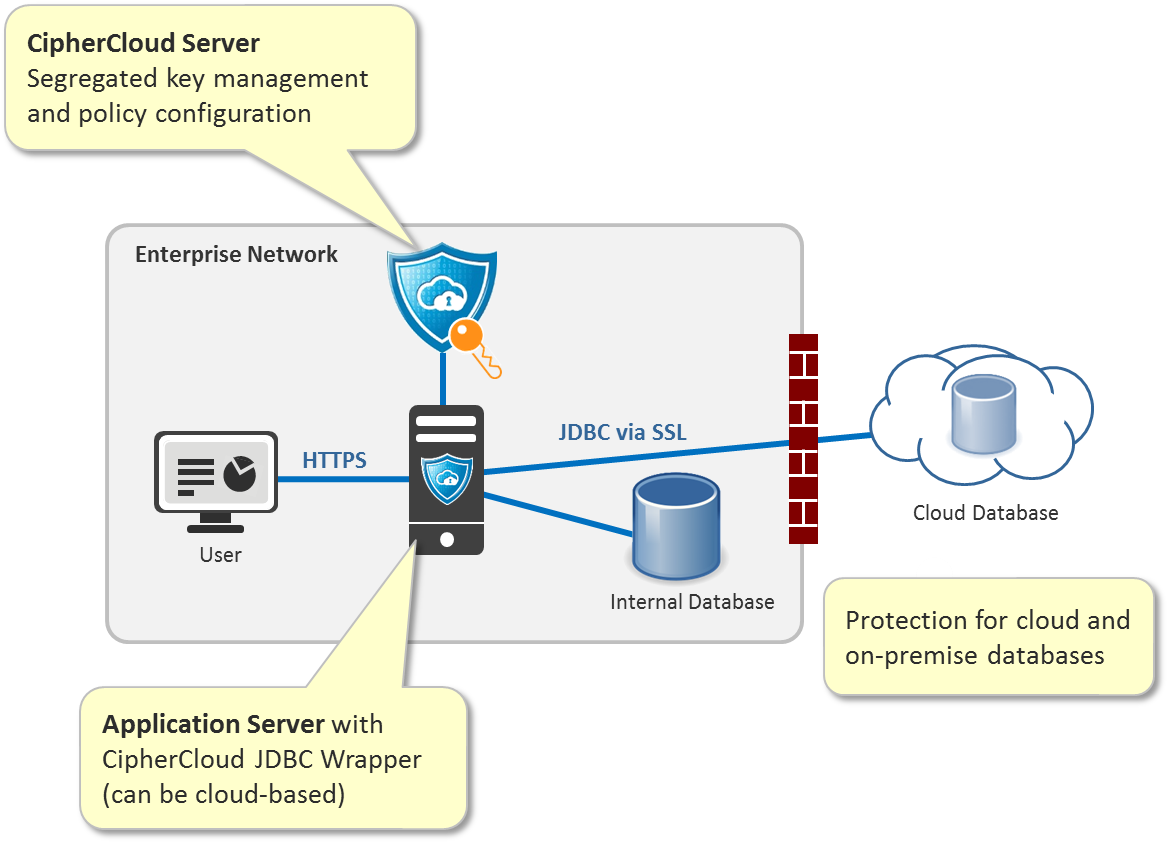 CipherCloud Server
Segregated key management
and policy configuration
Enterprise Network
JDBC via SSL
HTTPS
User
Cloud Database
Internal Database
Protection for cloud and
on-premise databases
Application Server with
CipherCloud JDBC Wrapper
(can be cloud-based)